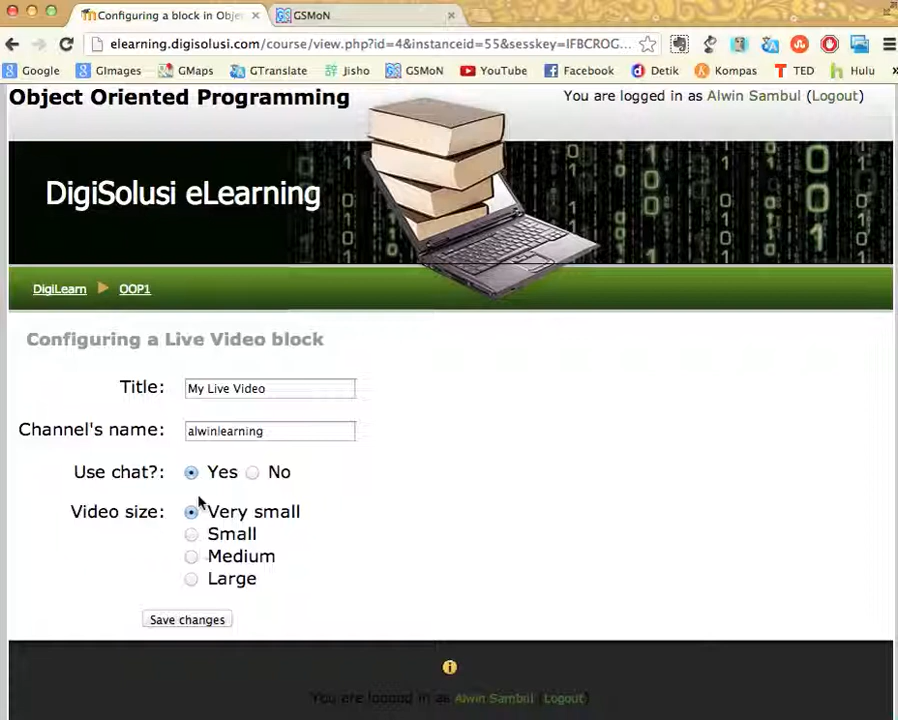 Configuring a block in Obje
GSMoN
elearning.digisolusi.com/course/view.php?id=4&instanceid=55&sesskey=IFBCROG...
Google GImages GMaps GTranslate Jisho GSMoN YouTube Facebook Detik Kompas TED Hulu »
Object Oriented Programming
You are logged in as Alwin Sambul (Logout)
DigiSolusi eLearning
DigiLearn ► OOP1
Configuring a Live Video block
Title: My Live Video
Channel's name: alwinlearning
Use chat?: Yes No
Video size: Very small
Small
Medium
Large
Save changes
You are logged in as Alwin Sambul (Logout)